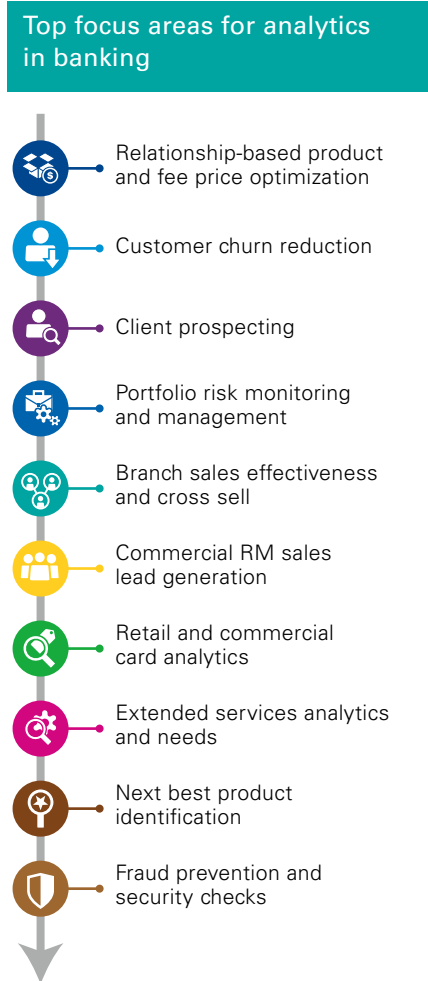 Top focus areas for analytics
in banking
Relationship-based product
and fee price optimization
$
Customer churn reduction
Client prospecting
Portfolio risk monitoring
and management
Branch sales effectiveness
and cross sell
Commercial RM sales
lead generation
Retail and commercial
card analytics
Extended services analytics
and needs
Next best product
identification
Fraud prevention and
security checks